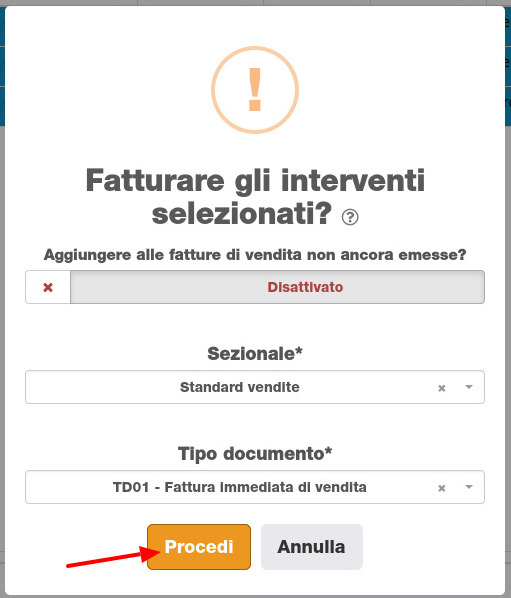 !
Fatturare gli interventi
selezionati? ?
Aggiungere alle fatture di vendita non ancora emesse?
× Disattivato
Sezionale*
Standard vendite ×
Tipo documento*
TD01 - Fattura immediata di vendita ×
Procedi Annulla